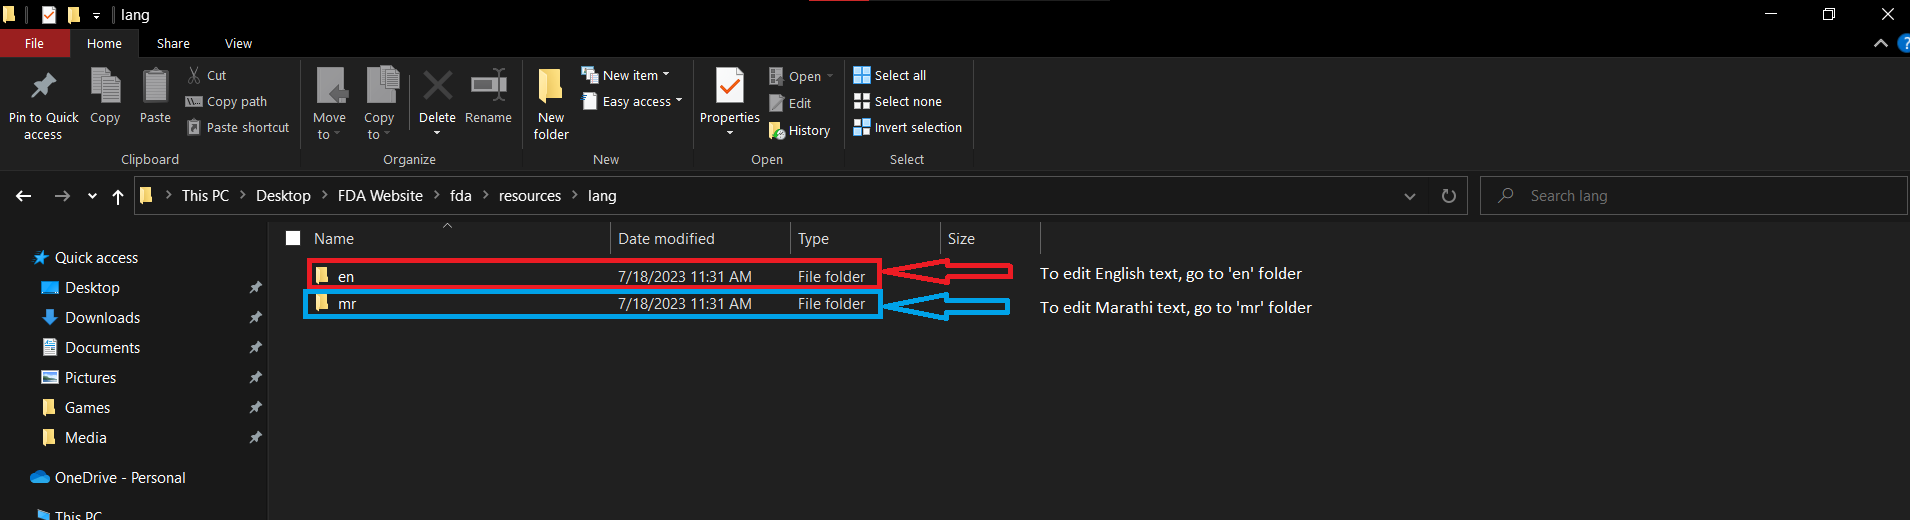 lang
File Home Share View
Pin to Quick access
Copy
Paste
Cut
Copy path
Paste shortcut
Clipboard
Move to
Copy to
Delete
Rename
Organize
New folder
New item
Easy access
New
Properties
Open
Edit
History
Open
Select all
Select none
Invert selection
Select
This PC > Desktop > FDA Website > fda > resources > lang
Search lang
Quick access
Desktop
Downloads
Documents
Pictures
Games
Media
OneDrive - Personal
This PC
Name Date modified Type Size
en 7/18/2023 11:31 AM File folder To edit English text, go to 'en' folder
mr 7/18/2023 11:31 AM File folder To edit Marathi text, go to 'mr' folder